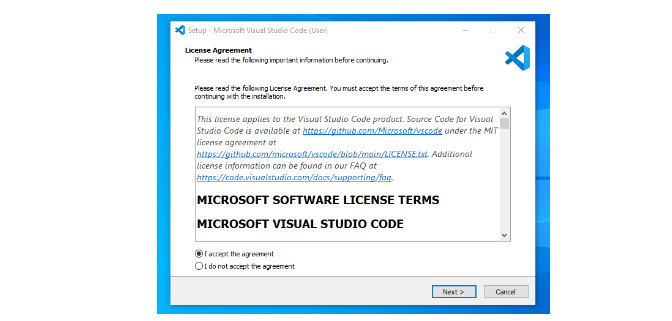 Setup - Microsoft Visual Studio Code (User)
License Agreement
Please read the following important information before continuing.
Please read the following License Agreement. You must accept the terms of this agreement before
continuing with the installation.
This license applies to the Visual Studio Code product. Source Code for Visual
Studio Code is available at https://github.com/Microsoft/vscode under the MIT
license agreement at
https://github.com/microsoft/vscode/blob/main/LICENSE.txt. Additional
license information can be found in our FAQ at
https://code.visualstudio.com/docs/supporting/faq.
MICROSOFT SOFTWARE LICENSE TERMS
MICROSOFT VISUAL STUDIO CODE
I accept the agreement
I do not accept the agreement
Next >
Cancel